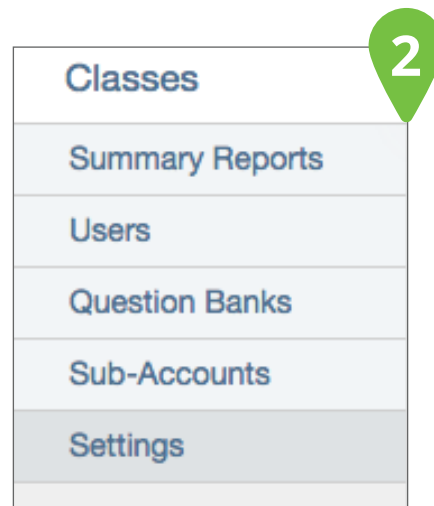 2
Classes
Summary Reports
Users
Question Banks
Sub-Accounts
Settings